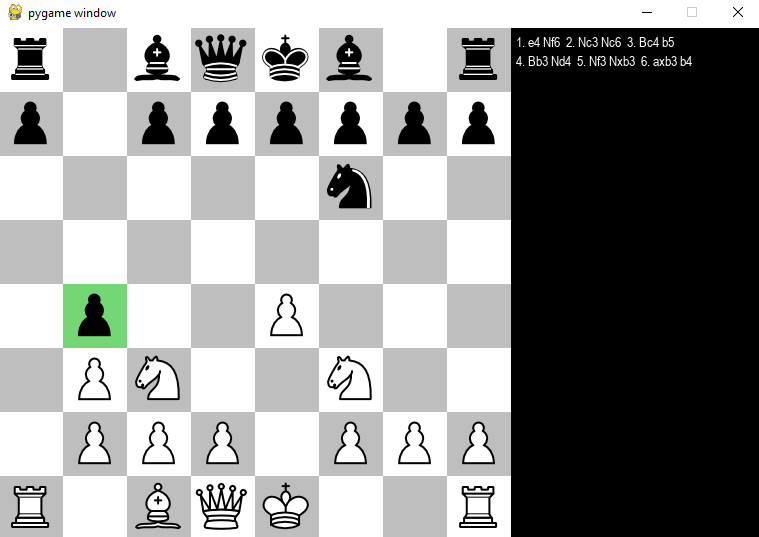 pygame window
1. e4 Nf6 2. Nc3 Nc6 3. Bc4 b5
4. Bb3 Nd4 5. Nf3 Nxb3 6. axb3 b4